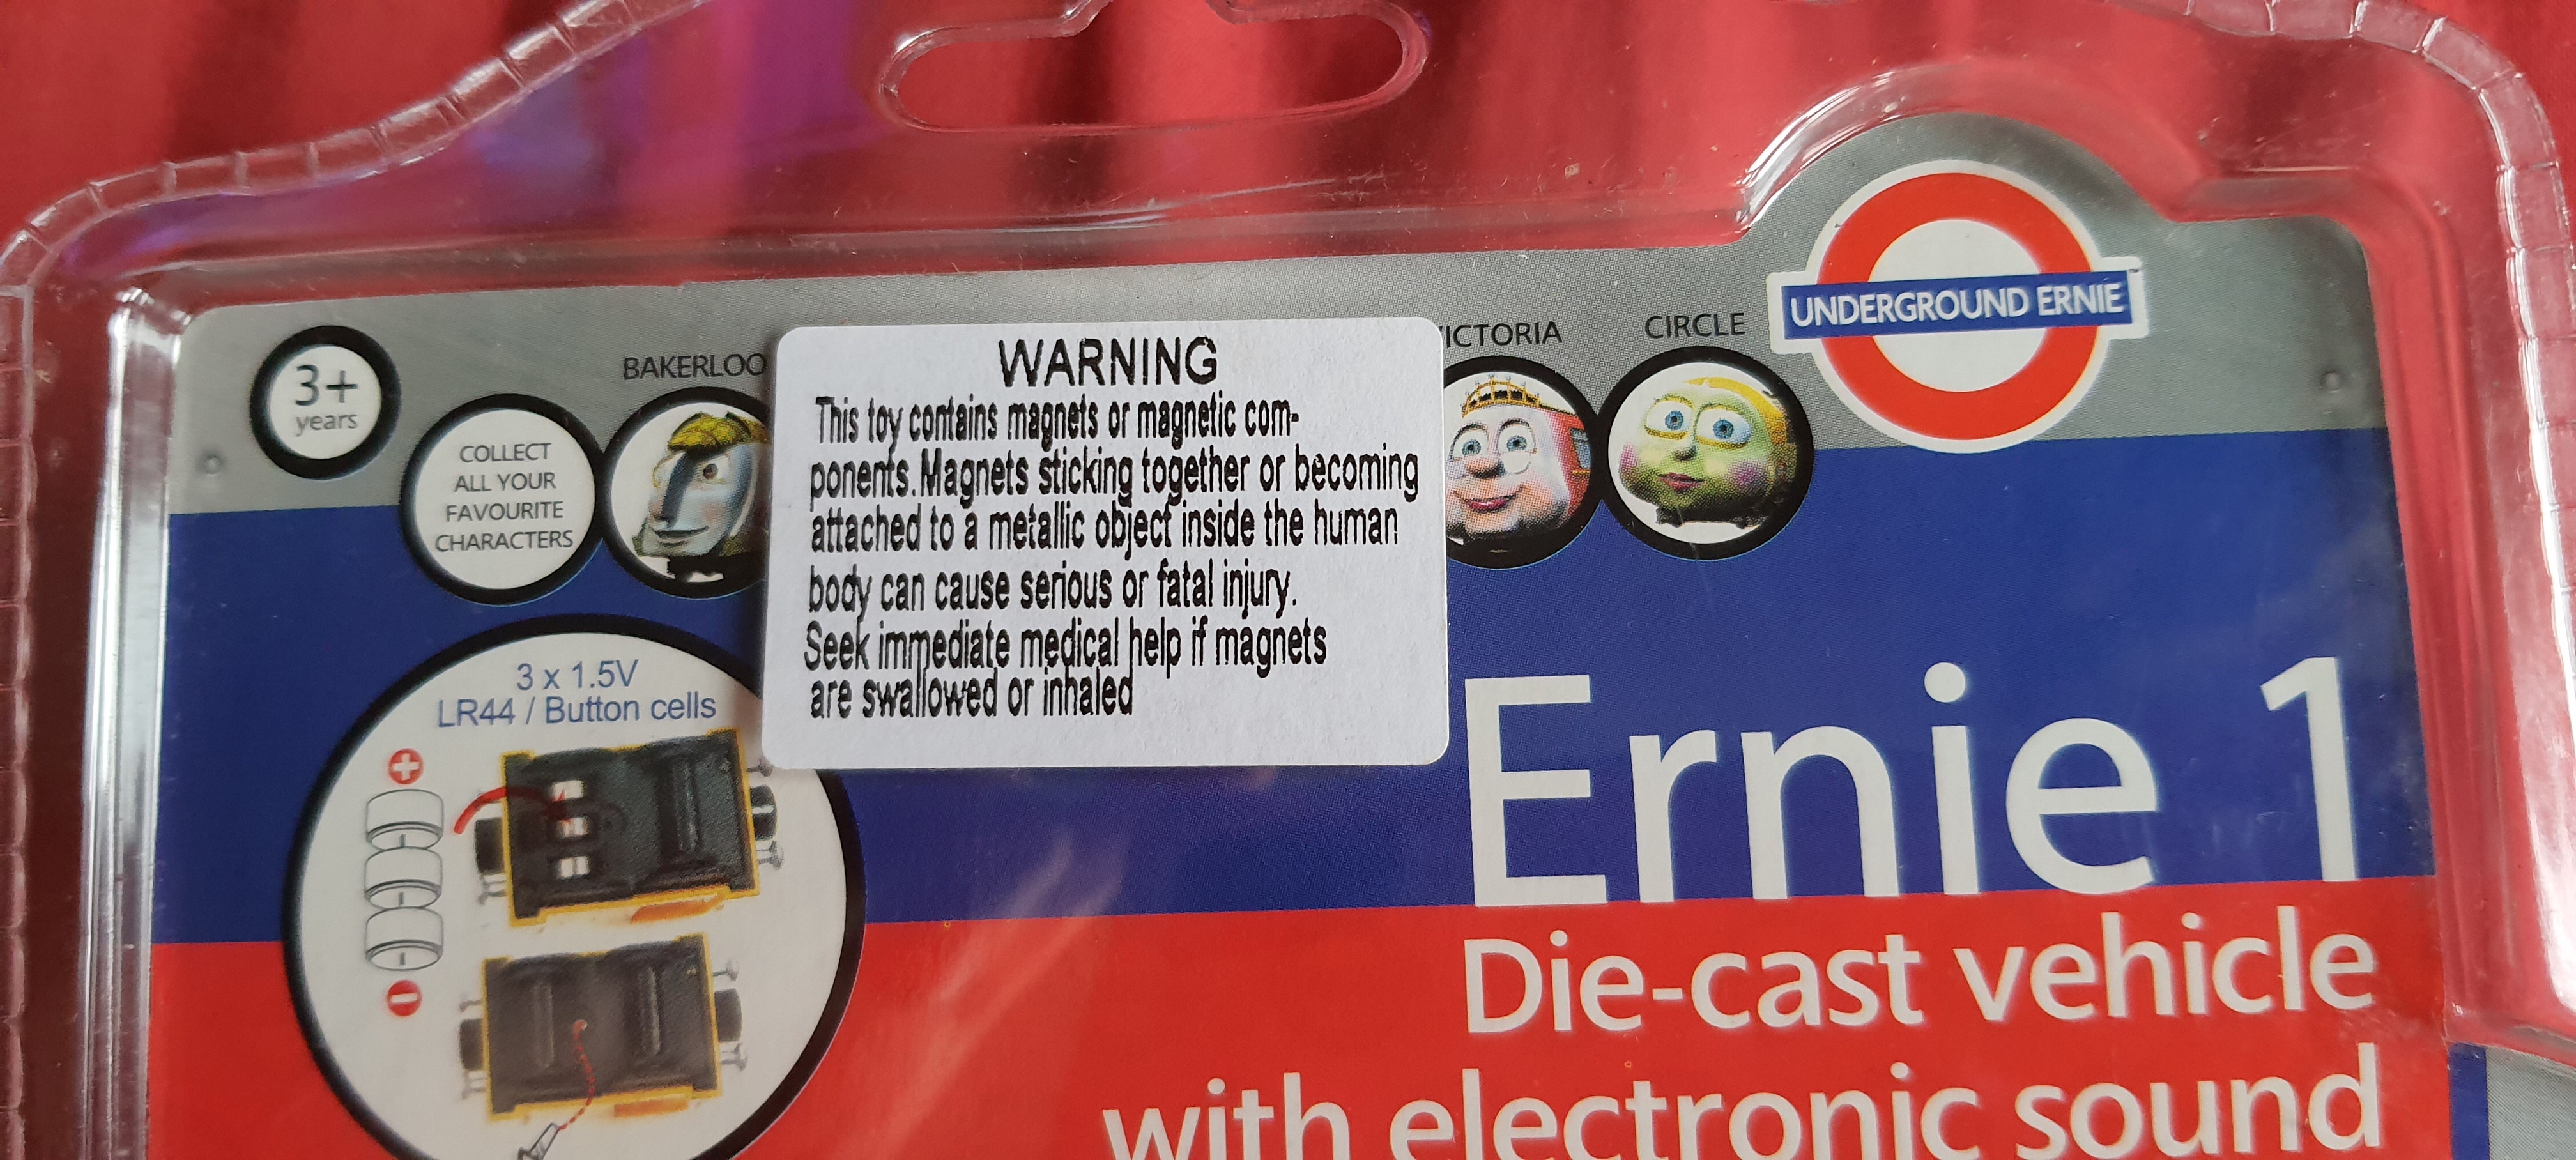 3+
years
COLLECT
ALL YOUR
FAVOURITE
CHARACTERS
BAKERLOO
WARNING
This toy contains magnets or magnetic com-
ponents.Magnets sticking together or becoming
attached to a metallic object inside the human
body can cause serious or fatal injury.
Seek immediate medical help if magnets
are swallowed or inhaled
ICTORIA
CIRCLE
UNDERGROUND ERNIE
3 x 1.5V
LR44 / Button cells
+
-
-
-
-
Ernie 1
Die-cast vehicle
with electronic sound